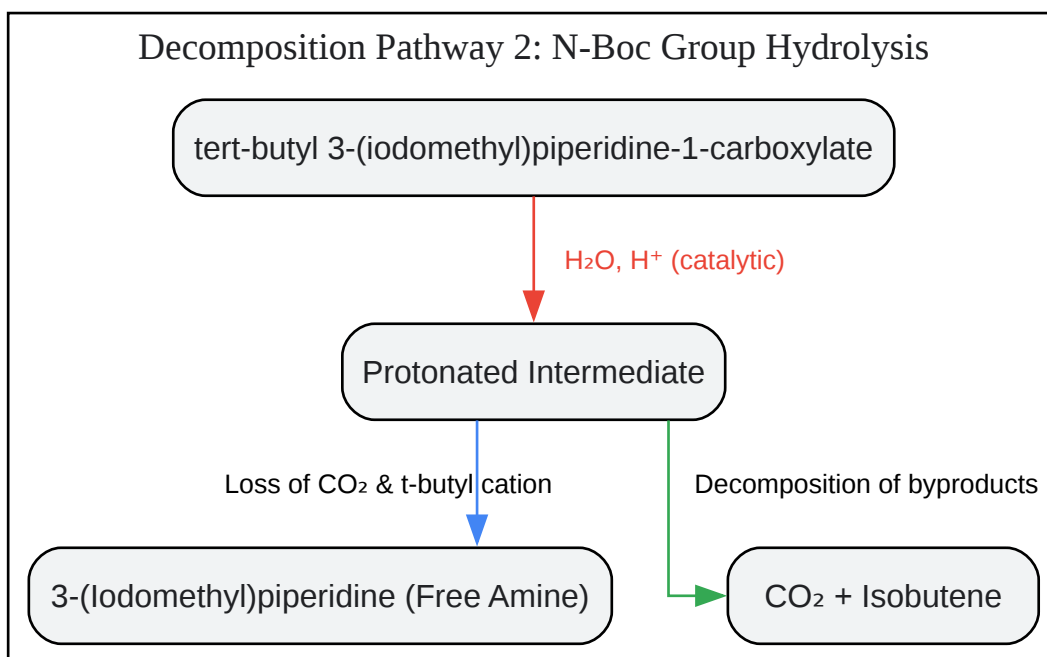 Decomposition Pathway 2: N-Boc Group Hydrolysis
tert-butyl 3-(iodomethyl)piperidine-1-carboxylate
H₂O, H⁺ (catalytic)
Protonated Intermediate
Loss of CO₂ & t-butyl cation
Decomposition of byproducts
3-(Iodomethyl)piperidine (Free Amine)
CO₂ + Isobutene